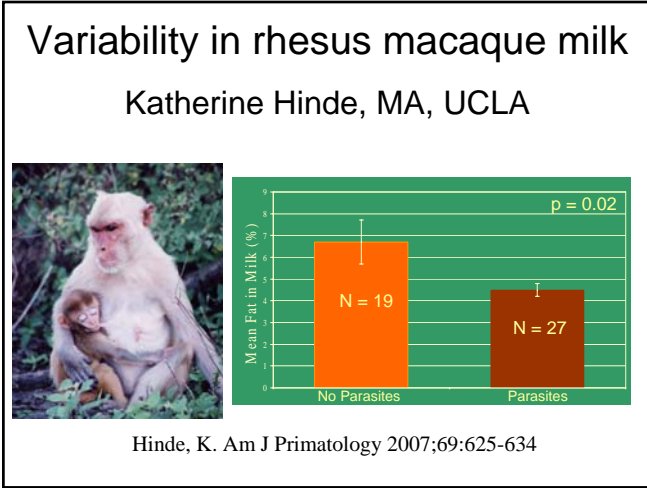 Variability in rhesus macaque milk
Katherine Hinde, MA, UCLA
p = 0.02
Mean Fat in Milk (%)
9
8
7
6
5
4
3
2
1
0
N = 19
N = 27
No Parasites
Parasites
Hinde, K. Am J Primatology 2007;69:625-634